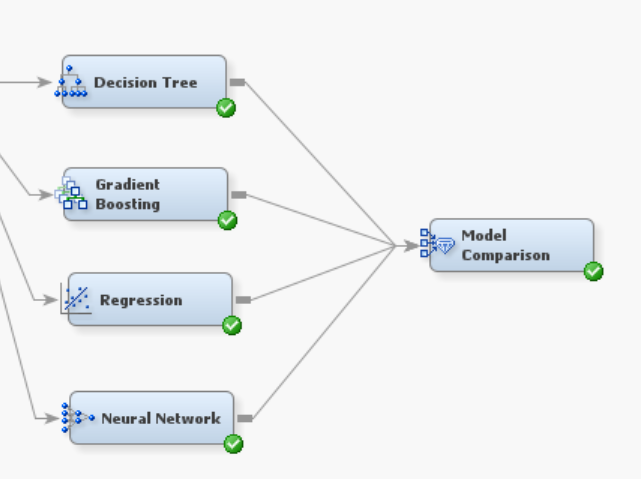 Decision Tree
Gradient
Boosting
Model
Comparison
Regression
Neural Network